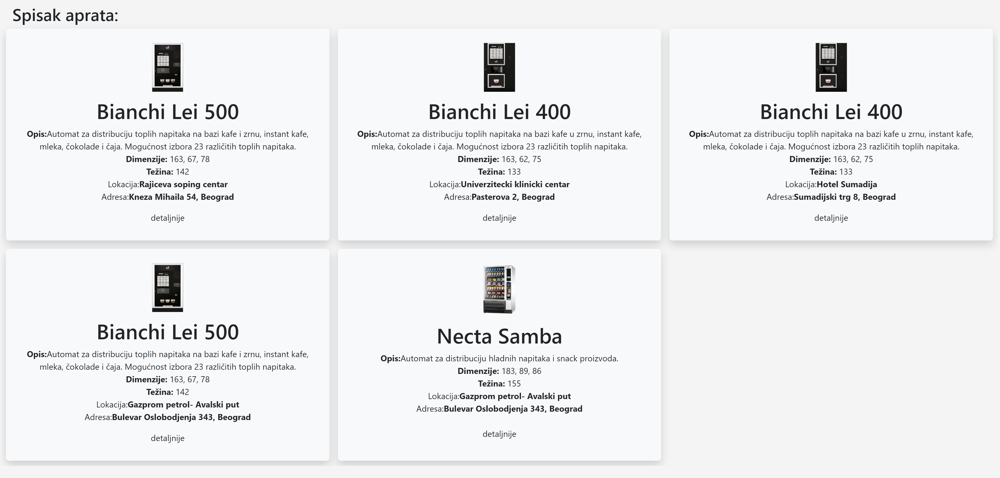 Spisak aprata:
Bianchi Lei 500
Opis:Automat za distribuciju toplih napitaka na bazi kafe i zrnu, instant kafe,
mleka, čokolade i čaja. Mogućnost izbora 23 različitih toplih napitaka.
Dimenzije: 163, 67, 78
Težina: 142
Lokacija:Rajiceva soping centar
Adresa:Kneza Mihaila 54, Beograd
detaljnije
Bianchi Lei 400
Opis:Automat za distribuciju toplih napitaka na bazi kafe u zrnu, instant kafe,
mleka, čokolade i čaja. Mogućnost izbora 23 različitih toplih napitaka.
Dimenzije: 163, 62, 75
Težina: 133
Lokacija:Univerzitecki klinicki centar
Adresa:Pasterova 2, Beograd
detaljnije
Bianchi Lei 400
Opis:Automat za distribuciju toplih napitaka na bazi kafe u zrnu, instant kafe,
mleka, čokolade i čaja. Mogućnost izbora 23 različitih toplih napitaka.
Dimenzije: 163, 62, 75
Težina: 133
Lokacija:Hotel Sumadija
Adresa:Sumadijski trg 8, Beograd
detaljnije
Bianchi Lei 500
Opis:Automat za distribuciju toplih napitaka na bazi kafe i zrnu, instant kafe,
mleka, čokolade i čaja. Mogućnost izbora 23 različitih toplih napitaka.
Dimenzije: 163, 67, 78
Težina: 142
Lokacija:Gazprom petrol- Avalski put
Adresa:Bulevar Oslobodjenja 343, Beograd
detaljnije
Necta Samba
Opis:Automat za distribuciju hladnih napitaka i snack proizvoda.
Dimenzije: 183, 89, 86
Težina: 155
Lokacija:Gazprom petrol- Avalski put
Adresa:Bulevar Oslobodjenja 343, Beograd
detaljnije